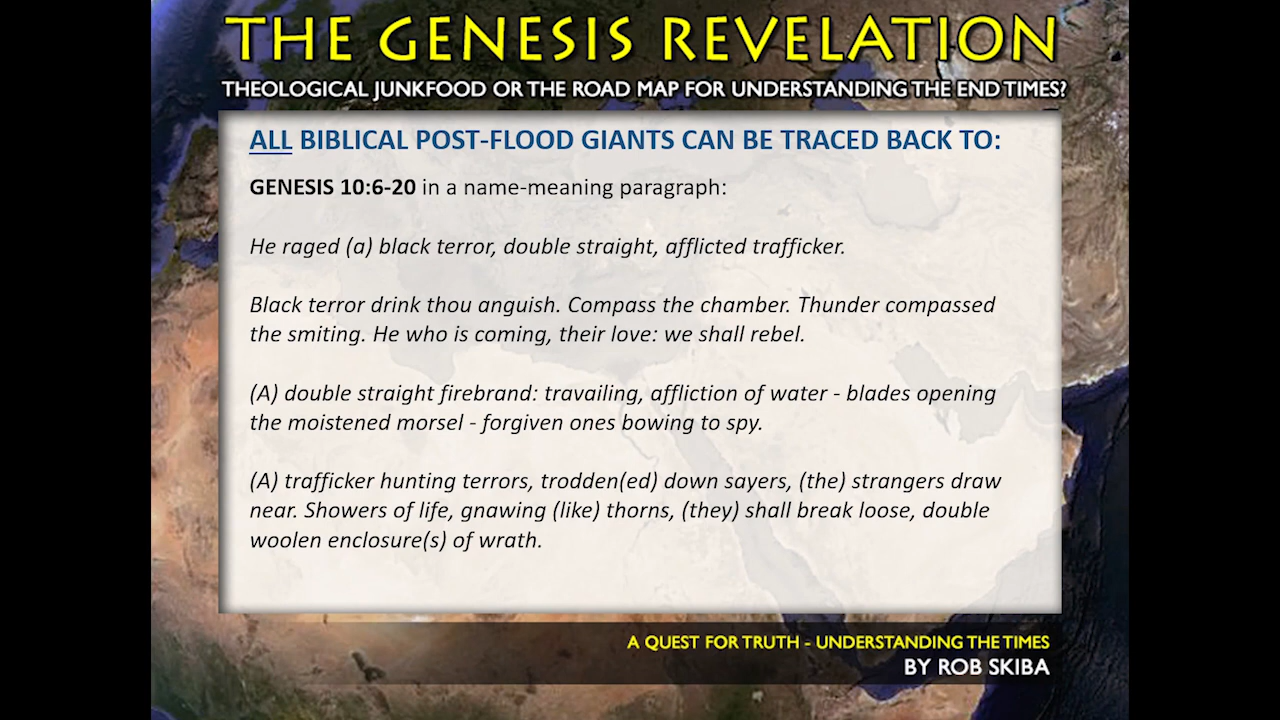 THE GENESIS REVELATION
THEOLOGICAL JUNKFOOD OR THE ROAD MAP FOR UNDERSTANDING THE END TIMES?
ALL BIBLICAL POST-FLOOD GIANTS CAN BE TRACED BACK TO:
GENESIS 10:6-20 in a name-meaning paragraph:
He raged (a) black terror, double straight, afflicted trafficker.
Black terror drink thou anguish. Compass the chamber. Thunder compassed
the smiting. He who is coming, their love: we shall rebel.
(A) double straight firebrand: travailing, affliction of water - blades opening
the moistened morsel - forgiven ones bowing to spy.
(A) trafficker hunting terrors, trodden(ed) down sayers, (the) strangers draw
near. Showers of life, gnawing (like) thorns, (they) shall break loose, double
woolen enclosure(s) of wrath.
A QUEST FOR TRUTH - UNDERSTANDING THE TIMES
BY ROB SKIBA